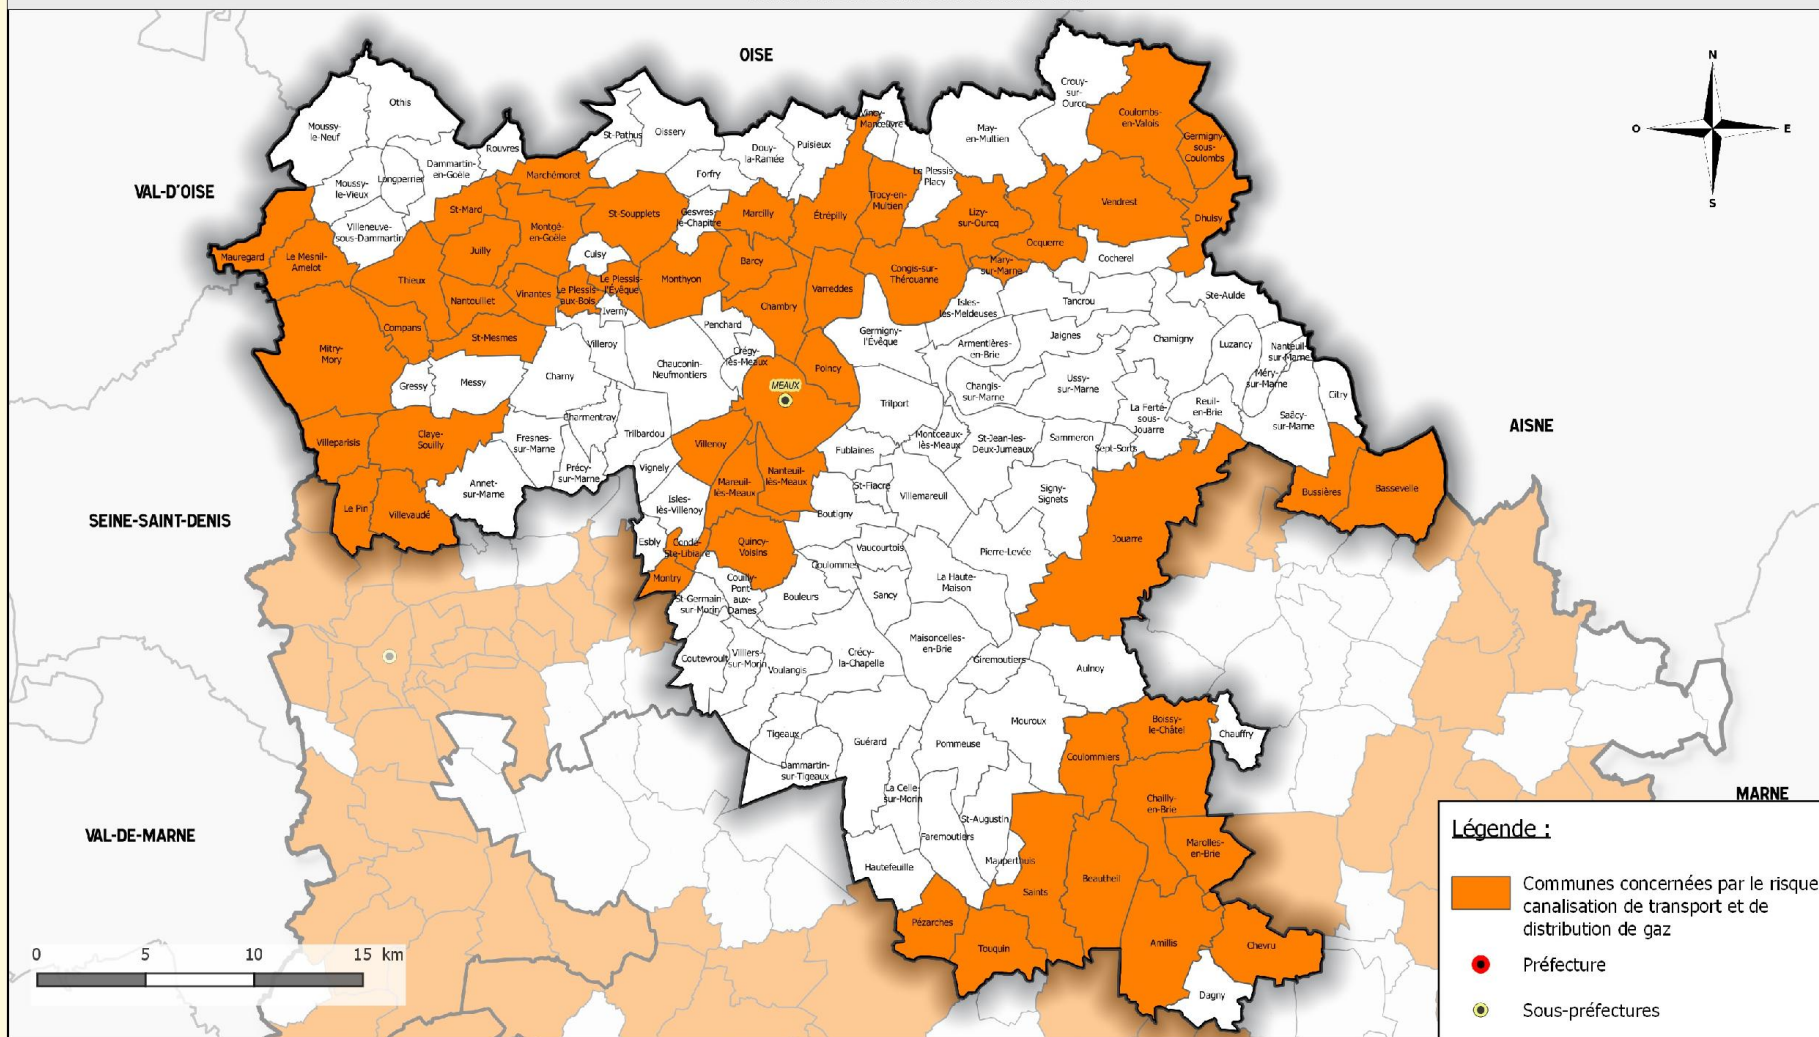 OISE
N
O
E
S
VAL-D'OISE
SEINE-SAINT-DENIS
VAL-DE-MARNE
AISNE
MARNE
Crouy-
sur-
Ourcq
Othis
Moussy-
le-Neuf
Coulombs-
en-Valois
Germigny-
sous-
Coulombs
Manœuvre
May-
en-Multien
St-Pathus
Oissery
Rouvres
Douy-
la-Ramée
Puisieux
Dammartin-
en-Goële
Longperrier
Moussy-
le-Vieux
Marchémoret
Forfry
Le Plessis-
Placy
Trocy-en-
Multien
Vendrest
St-Mard
St-Soupplets
Gesvres-
le-Chapitre
Marcilly
Étrépilly
Lizy-
sur-Ourcq
Dhuisy
Villeneuve-
sous-Dammartin
Montgé-
en-Goële
Juilly
Ocquerre
Mauregard
Le Mesnil-
Amelot
Cuisy
Barcy
Cocherel
Mary-
sur-Marne
Congis-sur-
Thérouanne
Thieux
Monthyon
Le Plessis-
l'Évêque
Le Plessis-
aux-Bois
Vinantes
Nantouillet
Varreddes
Chambry
Ste-Aulde
Tancrou
Isles-
les-Meldeuses
Iverny
Penchard
Compans
St-Mesmes
Villeroy
Germigny-
l'Évêque
Jaignes
Armentières-
en-Brie
Chamigny
Luzancy
Nanteuil-
sur-Marne
Mitry-
Mory
Crégy-
lès-Meaux
Chauconin-
Neufmontiers
Poincy
Charny
Messy
Gressy
MEAUX
Changis-
sur-Marne
Ussy-
sur-Marne
Méry-
sur-Marne
Citry
Trilport
La Ferté-
sous-
Jouarre
Reuil-
en-Brie
Saâcy-
sur-Marne
Charmentray
Trilbardou
Villeparisis
Claye-
Souilly
Fresnes-
sur-Marne
Villenoy
Fublaines
Montceaux-
lès-Meaux
St-Jean-les-
Deux-Jumeaux
Sammeron
Sept-Sorts
Précy-
sur-Marne
Vignely
Annet-
sur-Marne
Mareuil-
lès-Meaux
Nanteuil-
lès-Meaux
St-Fiacre
Villemareuil
Signy-
Signets
Bussières
Bassevelle
Le Pin
Villevaudé
Isles-
lès-Villenoy
Boutigny
Esbly
Condé-
Ste-Libiaire
Quincy-
Voisins
Vaucourtois
Pierre-Levée
Jouarre
Montry
Coulommes
Couilly-
Pont-
aux-
Dames
Bouleurs
Sancy
La Haute-
Maison
St-Germain-
sur-Morin
Maisoncelles-
en-Brie
Coutevroult
Villiers-
sur-Morin
Voulangis
Crécy-
la-Chapelle
Giremoutiers
Aulnoy
Mouroux
Boissy-
le-Châtel
Chauffry
Tigeaux
Guérard
Pommeuse
Coulommiers
Dammartin-
sur-Tigeaux
La Celle-
sur-Morin
Chailly-
en-Brie
St-Augustin
Faremoutiers
Marolles-
en-Brie
Hautefeuille
Mauperthuis
Saints
Beautheil
Pézarches
Touquin
Amillis
Chevru
Dagny
0 5 10 15 km
Légende :
Communes concernées par le risque
canalisation de transport et de
distribution de gaz
Préfecture
Sous-préfectures